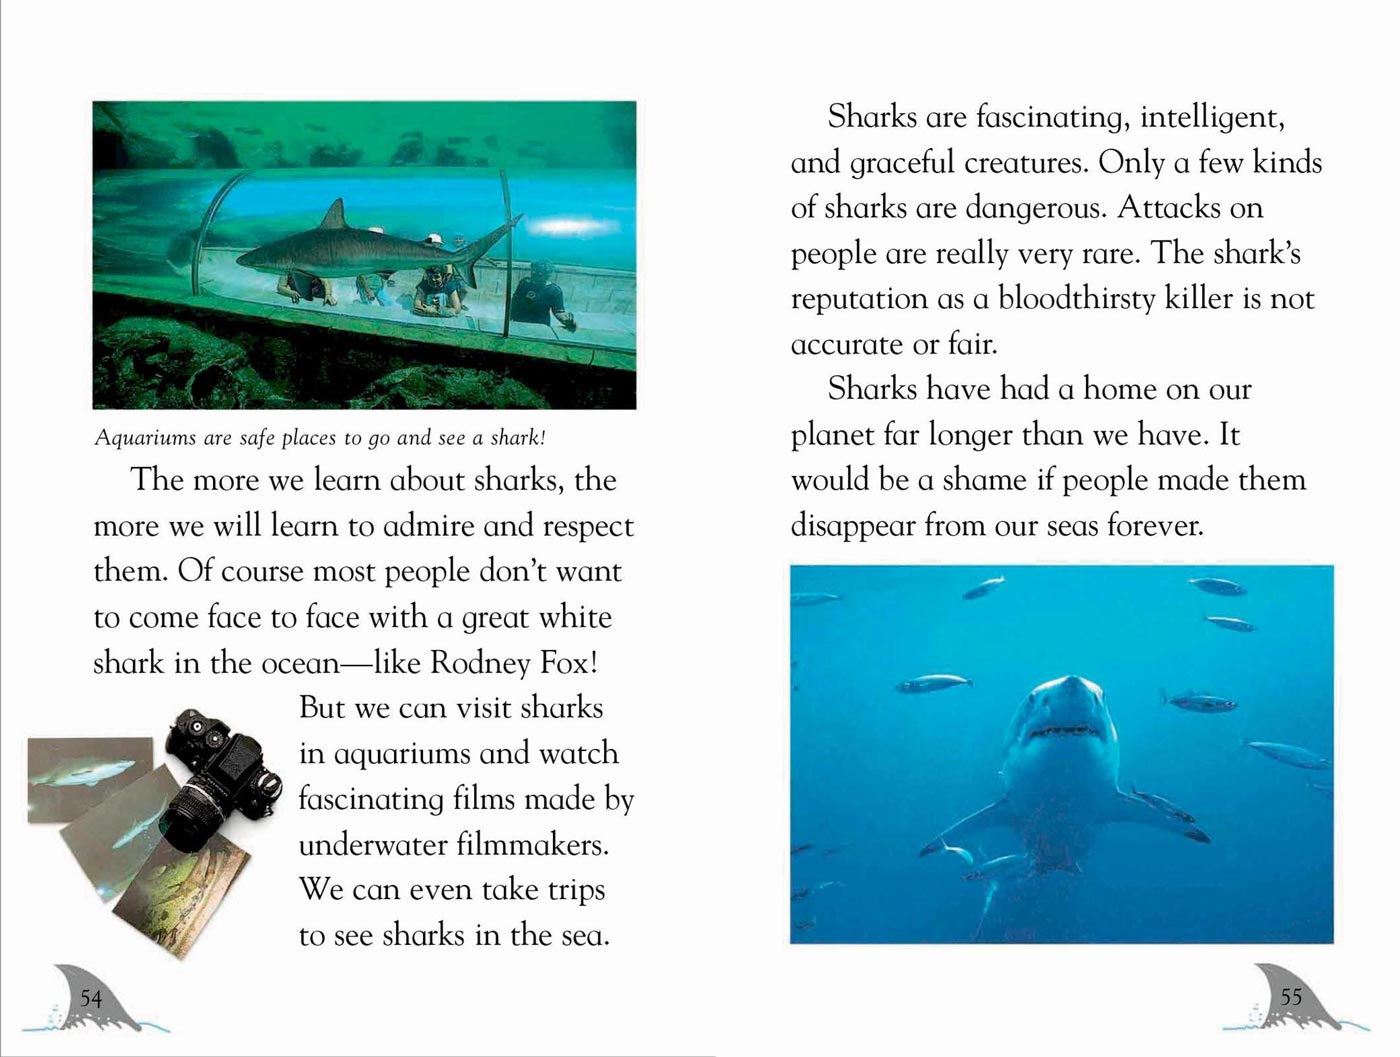 Aquariums are safe places to go and see a shark!
The more we learn about sharks, the
more we will learn to admire and respect
them. Of course most people don't want
to come face to face with a great white
shark in the ocean—like Rodney Fox!
But we can visit sharks
in aquariums and watch
fascinating films made by
underwater filmmakers.
We can even take trips
to see sharks in the sea.
54
Sharks are fascinating, intelligent,
and graceful creatures. Only a few kinds
of sharks are dangerous. Attacks on
people are really very rare. The shark's
reputation as a bloodthirsty killer is not
accurate or fair.
Sharks have had a home on our
planet far longer than we have. It
would be a shame if people made them
disappear from our seas forever.
55